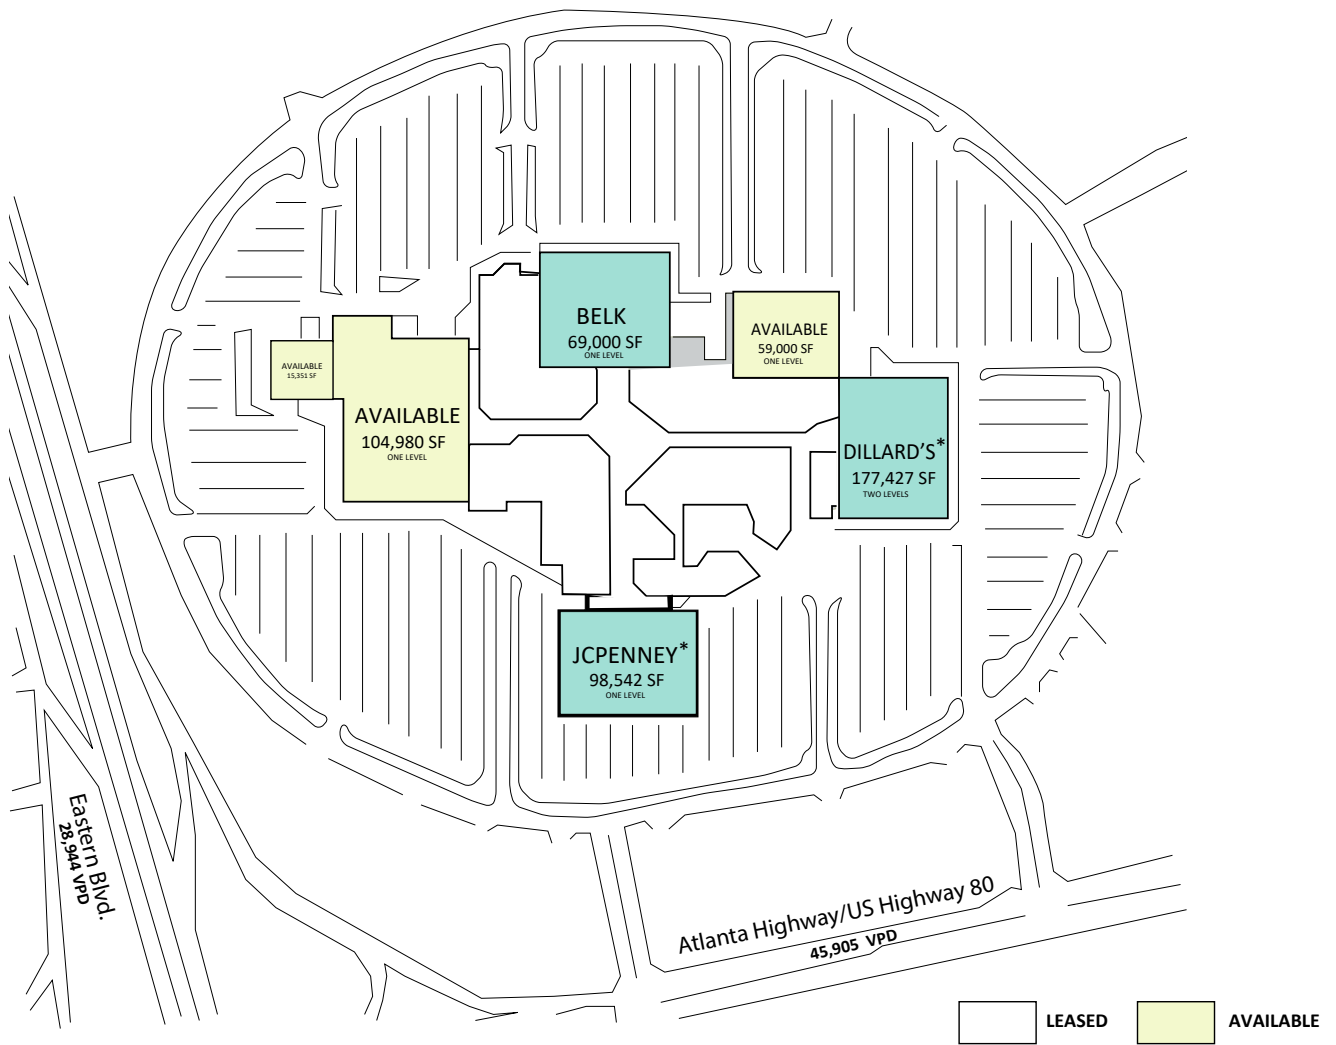 BELK
69,000 SF
ONE LEVEL
AVAILABLE
59,000 SF
ONE LEVEL
AVAILABLE
15,351 SF
AVAILABLE
104,980 SF
ONE LEVEL
DILLARD'S*
177,427 SF
TWO LEVELS
JCPENNEY*
98,542 SF
ONE LEVEL
Eastern Blvd.
28,944 VPD
Atlanta Highway/US Highway 80
45,905 VPD
LEASED
AVAILABLE